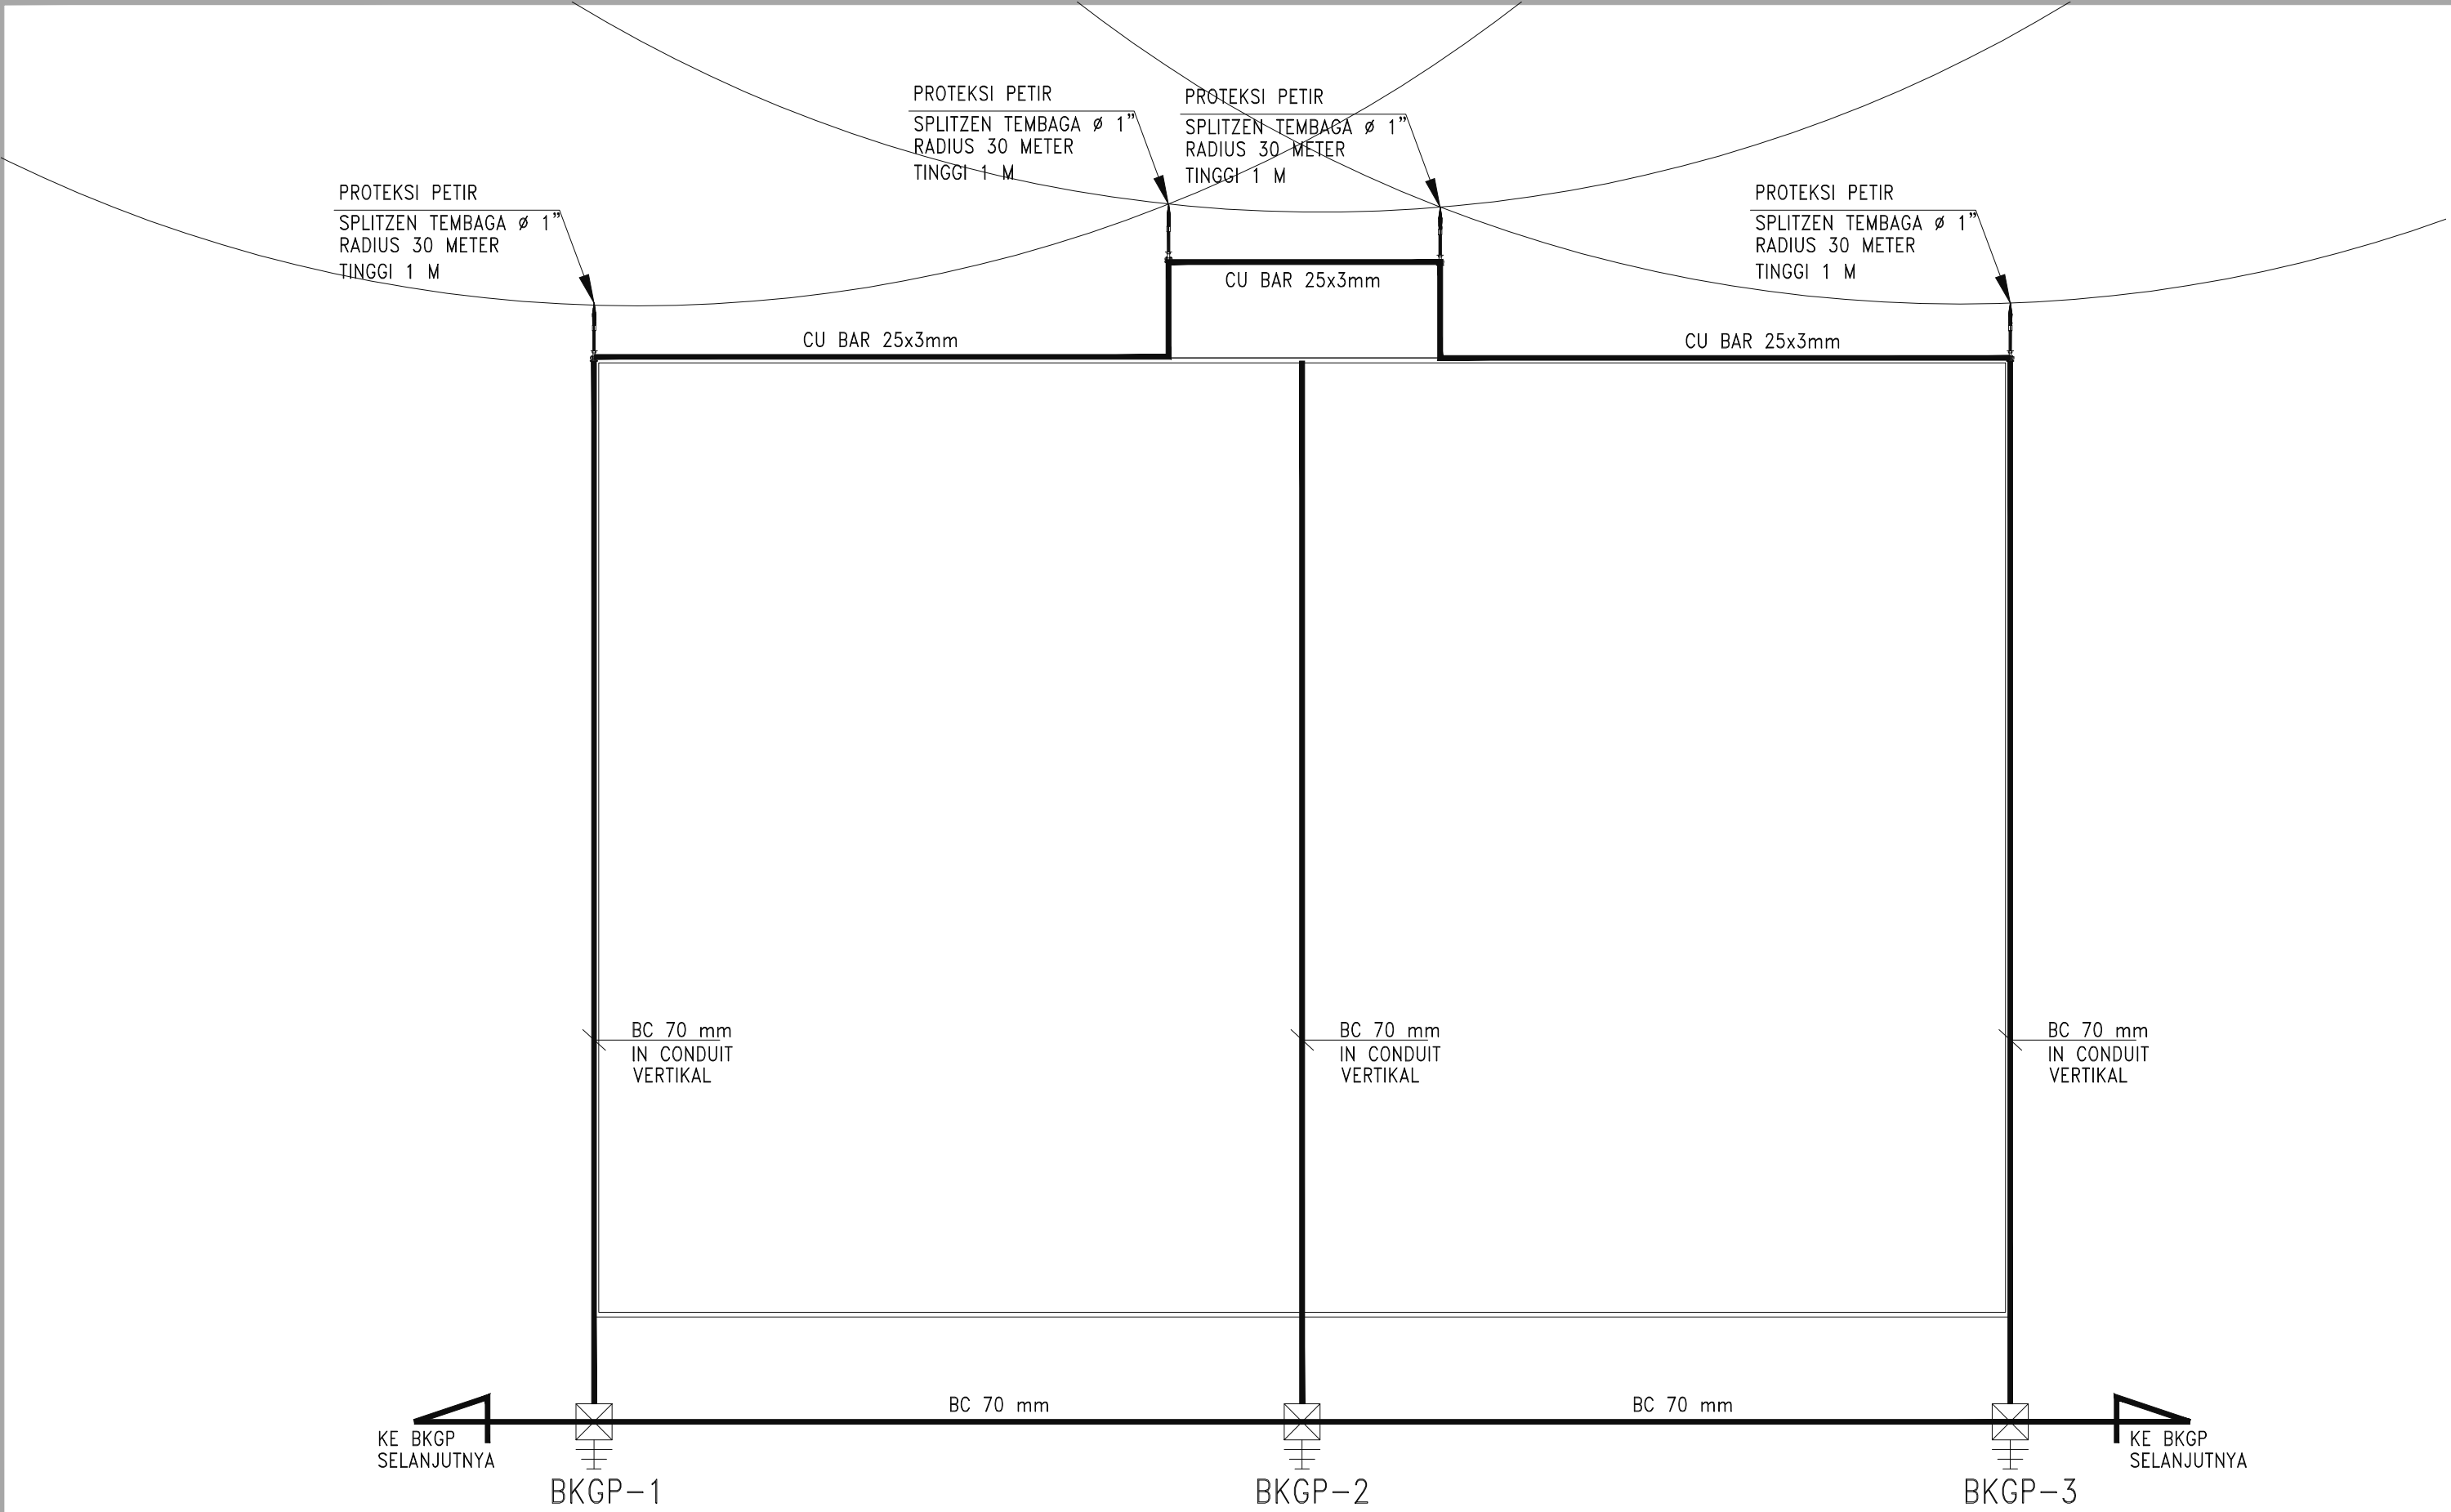 PROTEKSI PETIR
SPLITZEN TEMBAGA ø 1"
RADIUS 30 METER
TINGGI 1 M
PROTEKSI PETIR
SPLITZEN TEMBAGA ø 1"
RADIUS 30 METER
TINGGI 1 M
PROTEKSI PETIR
SPLITZEN TEMBAGA ø 1"
RADIUS 30 METER
TINGGI 1 M
PROTEKSI PETIR
SPLITZEN TEMBAGA ø 1"
RADIUS 30 METER
TINGGI 1 M
CU BAR 25x3mm
CU BAR 25x3mm
CU BAR 25x3mm
BC 70 mm
IN CONDUIT
VERTIKAL
BC 70 mm
IN CONDUIT
VERTIKAL
BC 70 mm
IN CONDUIT
VERTIKAL
BC 70 mm
BC 70 mm
KE BKGP
SELANJUTNYA
KE BKGP
SELANJUTNYA
BKGP-1
BKGP-2
BKGP-3